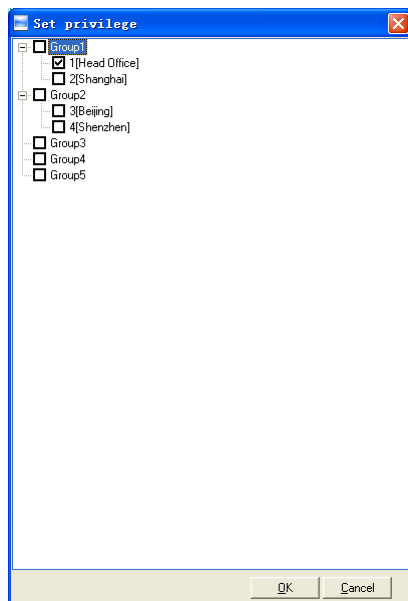 Set privilege
Group1
1[Head Office]
2[Shanghai]
Group2
3[Beijing]
4[Shenzhen]
Group3
Group4
Group5
OK Cancel